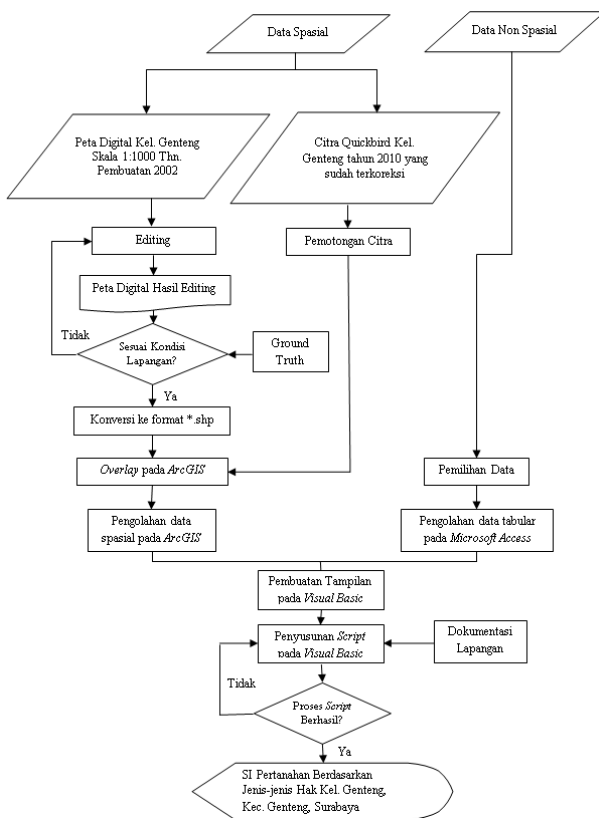 Data Spasial
Data Non Spasial
Peta Digital Kel. Genteng
Skala 1:1000 Thn.
Pembuatan 2002
Citra Quickbird Kel.
Genteng tahun 2010 yang
sudah terkoreksi
Editing
Pemotongan Citra
Peta Digital Hasil Editing
Tidak
Sesuai Kondisi
Lapangan?
Ground
Truth
Ya
Konversi ke format *.shp
Overlay pada ArcGIS
Pemilihan Data
Pengolahan data
spasial pada ArcGIS
Pengolahan data tabular
pada Microsoft Access
Pembuatan Tampilan
pada Visual Basic
Penyusunan Script
pada Visual Basic
Dokumentasi
Lapangan
Tidak
Proses Script
Berhasil?
Ya
SI Pertanahan Berdasarkan
Jenis-jenis Hak Kel. Genteng,
Kec. Genteng, Surabaya